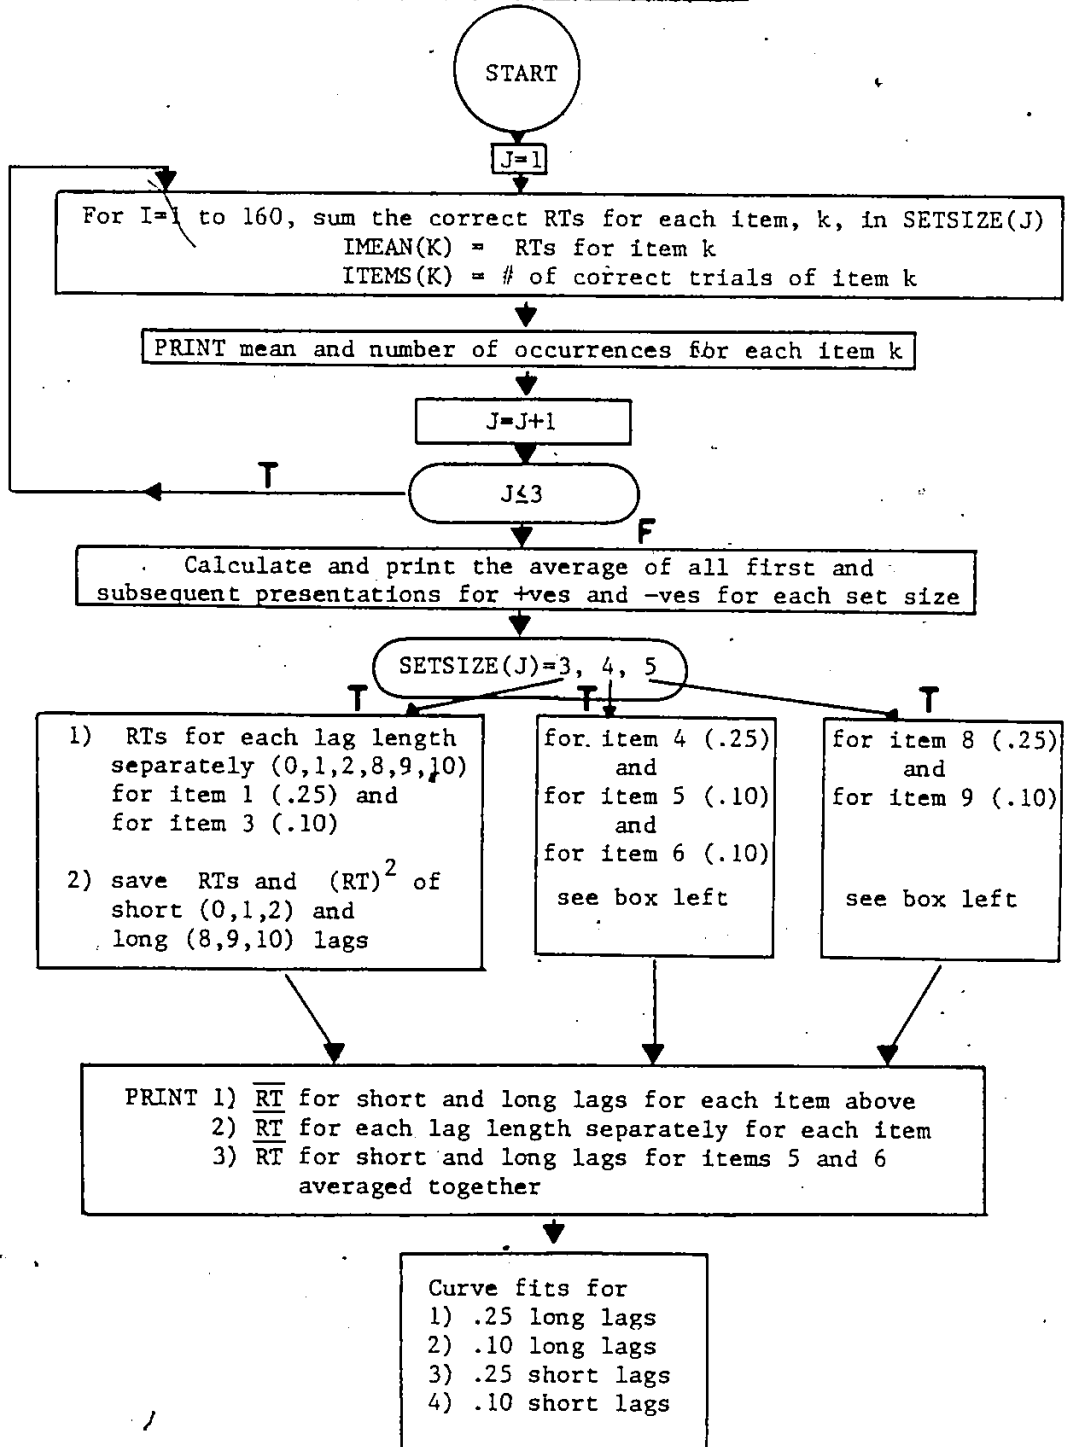 START
J=1
For I=1 to 160, sum the correct RTs for each item, k, in SETSIZE(J)
IMEAN(K) = RTs for item k
ITEMS(K) = # of correct trials of item k
PRINT mean and number of occurrences for each item k
J=J+1
T
J≤3
F
Calculate and print the average of all first and
subsequent presentations for +ves and -ves for each set size
SETSIZE(J)=3, 4, 5
T
T
T
1) RTs for each lag length
separately (0,1,2,8,9,10)
for item 1 (.25) and
for item 3 (.10)
2) save RTs and (RT)²  of
short (0,1,2) and
long (8,9,10) lags
for item 4 (.25)
and
for item 5 (.10)
and
for item 6 (.10)
see box left
for item 8 (.25)
and
for item 9 (.10)
see box left
PRINT 1) R̅T̅ for short and long lags for each item above
2) R̅T̅ for each lag length separately for each item
3) R̅T̅ for short and long lags for items 5 and 6
averaged together
Curve fits for
1) .25 long lags
2) .10 long lags
3) .25 short lags
4) .10 short lags